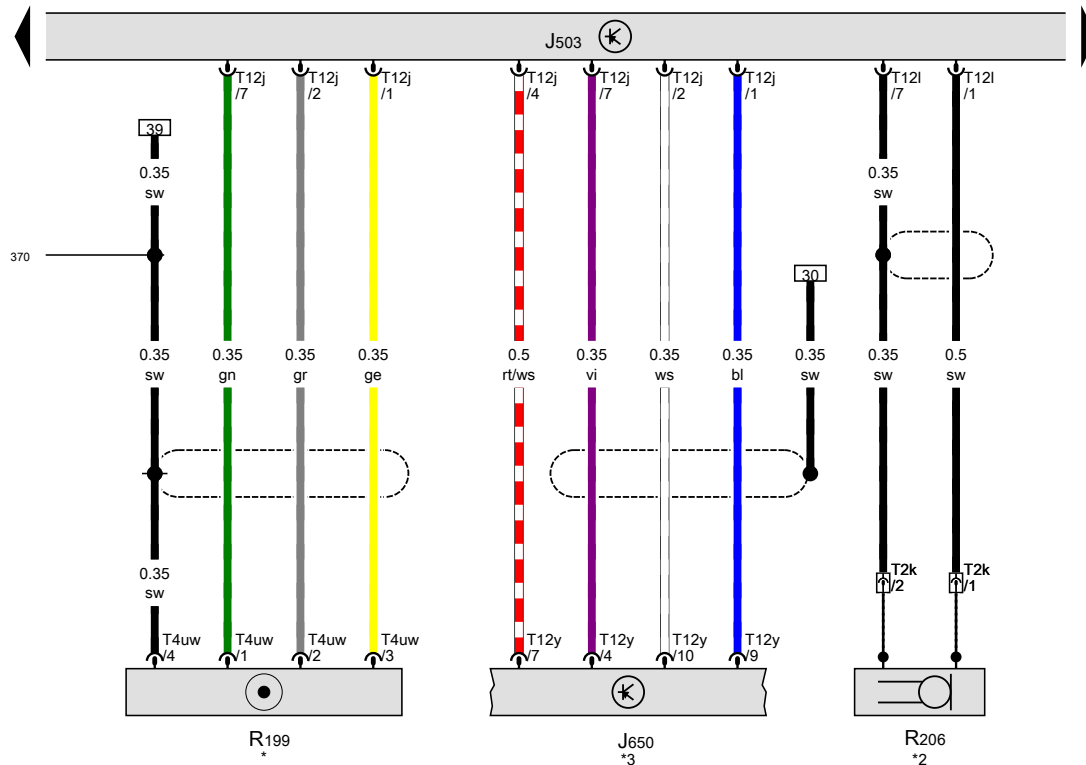 J503
T12j T12j T12j T12j T12j T12j T12j T12l T12l
/7 /2 /1 /4 /7 /2 /1 /7 /1
39
0.35 0.35
sw sw
370
30
0.35 0.35 0.35 0.35 0.5 0.35 0.35 0.35 0.35 0.35 0.5
sw gn gr ge rt/ws vi ws bl sw sw sw
0.35
sw
T2k T2k
/2 /1
T4uw T4uw T4uw T4uw T12y T12y T12y T12y
/4 /1 /2 /3 /7 /4 /10 /9
R199 J650 R206
* *3 *2